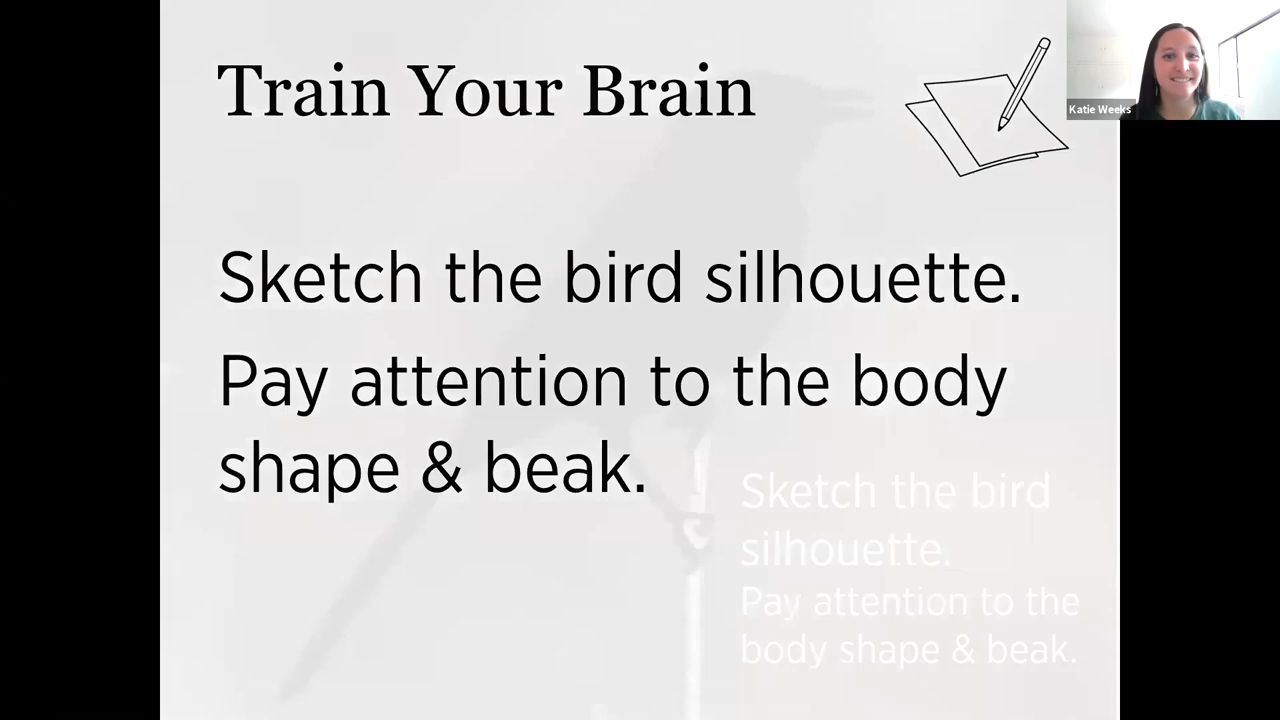 Train Your Brain
Katie Weeks
Sketch the bird silhouette.
Pay attention to the body
shape & beak.
Sketch the bird
silhouette.
Pay attention to the
body shape & beak.